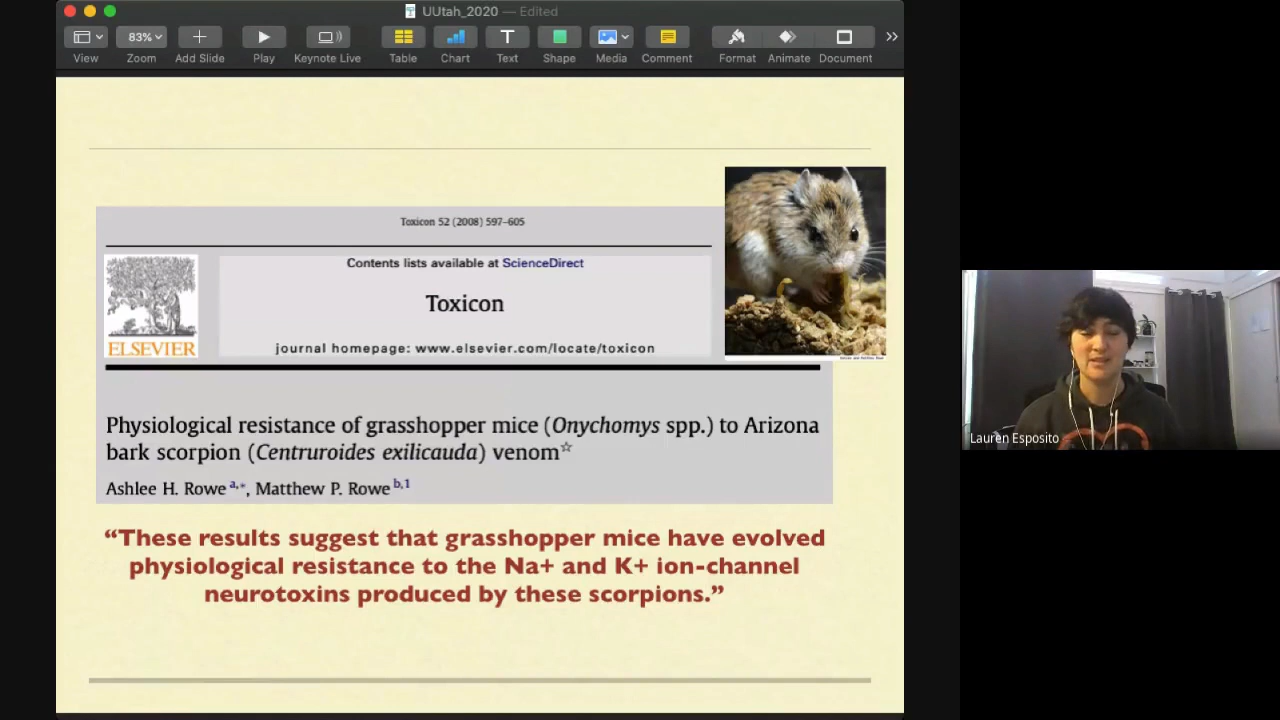 UUtah_2020 — Edited
83%
View
Zoom
Add Slide
Play
Keynote Live
Table
Chart
Text
Shape
Media
Comment
Format
Animate
Document
Toxicon 52 (2008) 597–605
Contents lists available at ScienceDirect
Toxicon
journal homepage: www.elsevier.com/locate/toxicon
ELSEVIER
Physiological resistance of grasshopper mice (Onychomys spp.) to Arizona
bark scorpion (Centruroides exilicauda) venom☆
Ashlee H. Rowe a,*, Matthew P. Rowe b,1
“These results suggest that grasshopper mice have evolved
physiological resistance to the Na+ and K+ ion-channel
neurotoxins produced by these scorpions.”
Lauren Esposito